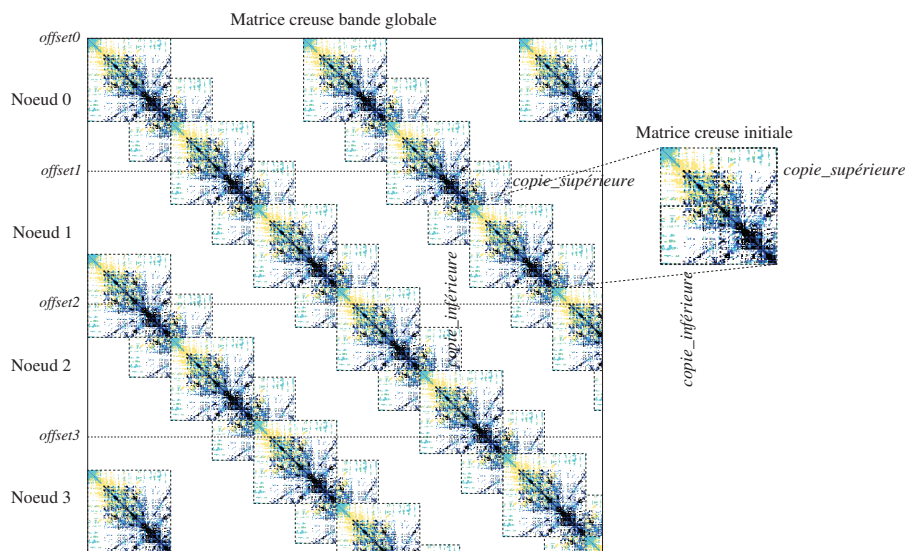 Matrice creuse bande globale
offset0
Noeud 0
Matrice creuse initiale
offset1
copie_supérieure
copie_supérieure
Noeud 1
copie_inférieure
copie_inférieure
offset2
Noeud 2
offset3
Noeud 3